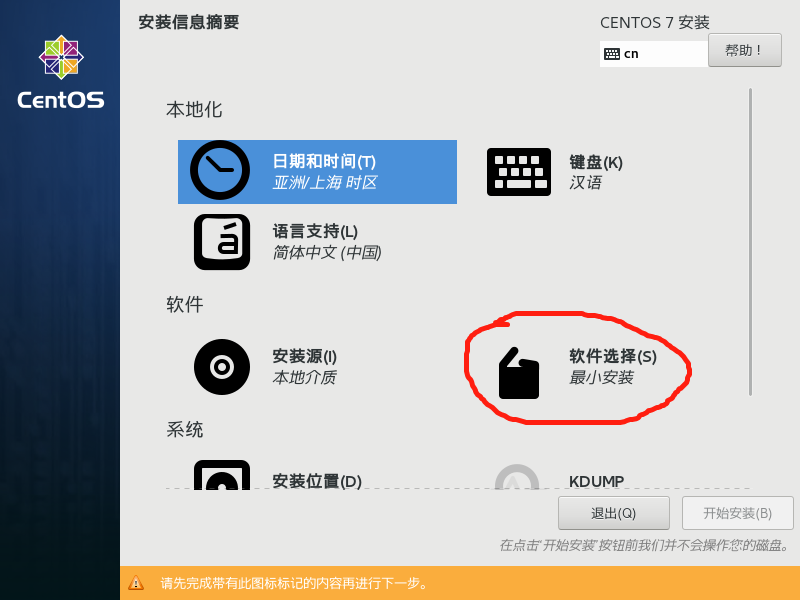 安装信息摘要
CENTOS 7 安装
cn
帮助！
CentOS
本地化
日期和时间(T)
亚洲/上海 时区
键盘(K)
汉语
语言支持(L)
简体中文 (中国)
软件
安装源(I)
本地介质
软件选择(S)
最小安装
系统
安装位置(D)
KDUMP
退出(Q)
开始安装(B)
在点击"开始安装"按钮前我们并不会操作您的磁盘。
请先完成带有此图标标记的内容再进行下一步。